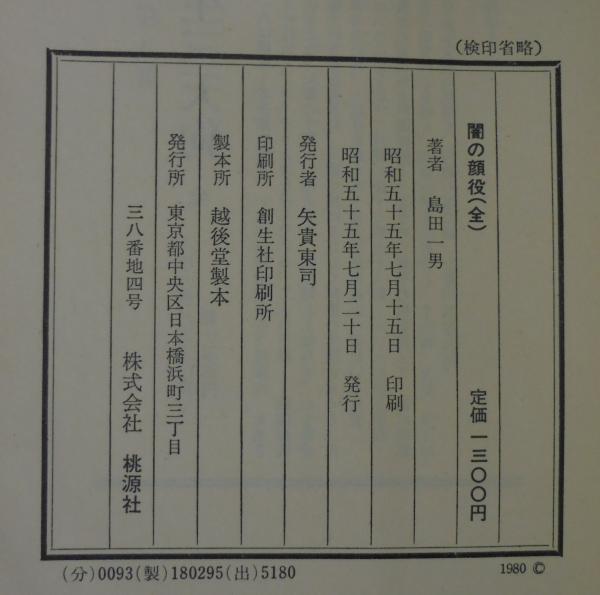 （検印省略）
闇の顔役（全） 定価 一三〇〇円
著者 島田一男
昭和五十五年七月十五日 印刷
昭和五十五年七月二十日 発行
発行者 矢貴東司
印刷所 創生社印刷所
製本所 越後堂製本
発行所 東京都中央区日本橋浜町三丁目
三八番地四号 株式会社 桃源社
(分)0093(製)180295(出)5180
1980 ©